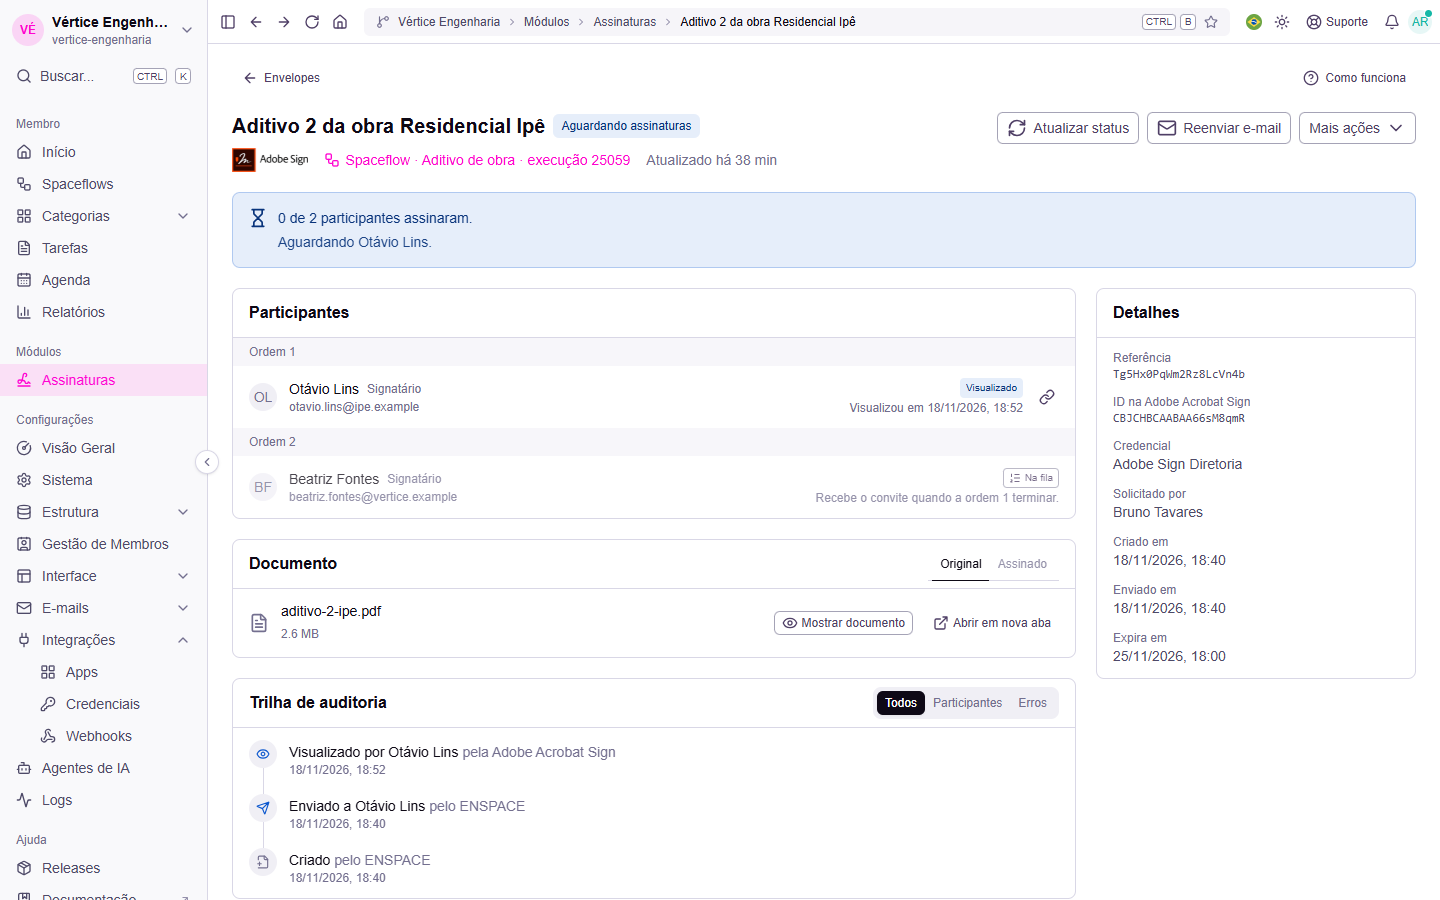 VÉ
Vértice Engenh...
vertice-engenharia
Buscar... CTRL K
Membro
Início
Spaceflows
Categorias
Tarefas
Agenda
Relatórios
Módulos
Assinaturas
Configurações
Visão Geral
Sistema
Estrutura
Gestão de Membros
Interface
E-mails
Integrações
Apps
Credenciais
Webhooks
Agentes de IA
Logs
Ajuda
Releases
Documentação
Vértice Engenharia > Módulos > Assinaturas > Aditivo 2 da obra Residencial Ipê CTRL B
Suporte
AR
Envelopes
Como funciona
Aditivo 2 da obra Residencial Ipê Aguardando assinaturas
Atualizar status Reenviar e-mail Mais ações
Adobe Sign Spaceflow · Aditivo de obra · execução 25059 Atualizado há 38 min
0 de 2 participantes assinaram.
Aguardando Otávio Lins.
Participantes
Ordem 1
OL Otávio Lins Signatário Visualizado
otavio.lins@ipe.example Visualizou em 18/11/2026, 18:52
Ordem 2
BF Beatriz Fontes Signatário Na fila
beatriz.fontes@vertice.example Recebe o convite quando a ordem 1 terminar.
Documento Original Assinado
aditivo-2-ipe.pdf
2.6 MB
Mostrar documento Abrir em nova aba
Trilha de auditoria Todos Participantes Erros
Visualizado por Otávio Lins pela Adobe Acrobat Sign
18/11/2026, 18:52
Enviado a Otávio Lins pelo ENSPACE
18/11/2026, 18:40
Criado pelo ENSPACE
18/11/2026, 18:40
Detalhes
Referência
Tg5Hx0PqWm2Rz8LcVn4b
ID na Adobe Acrobat Sign
CBJCHBCAABAA66sM8qmR
Credencial
Adobe Sign Diretoria
Solicitado por
Bruno Tavares
Criado em
18/11/2026, 18:40
Enviado em
18/11/2026, 18:40
Expira em
25/11/2026, 18:00